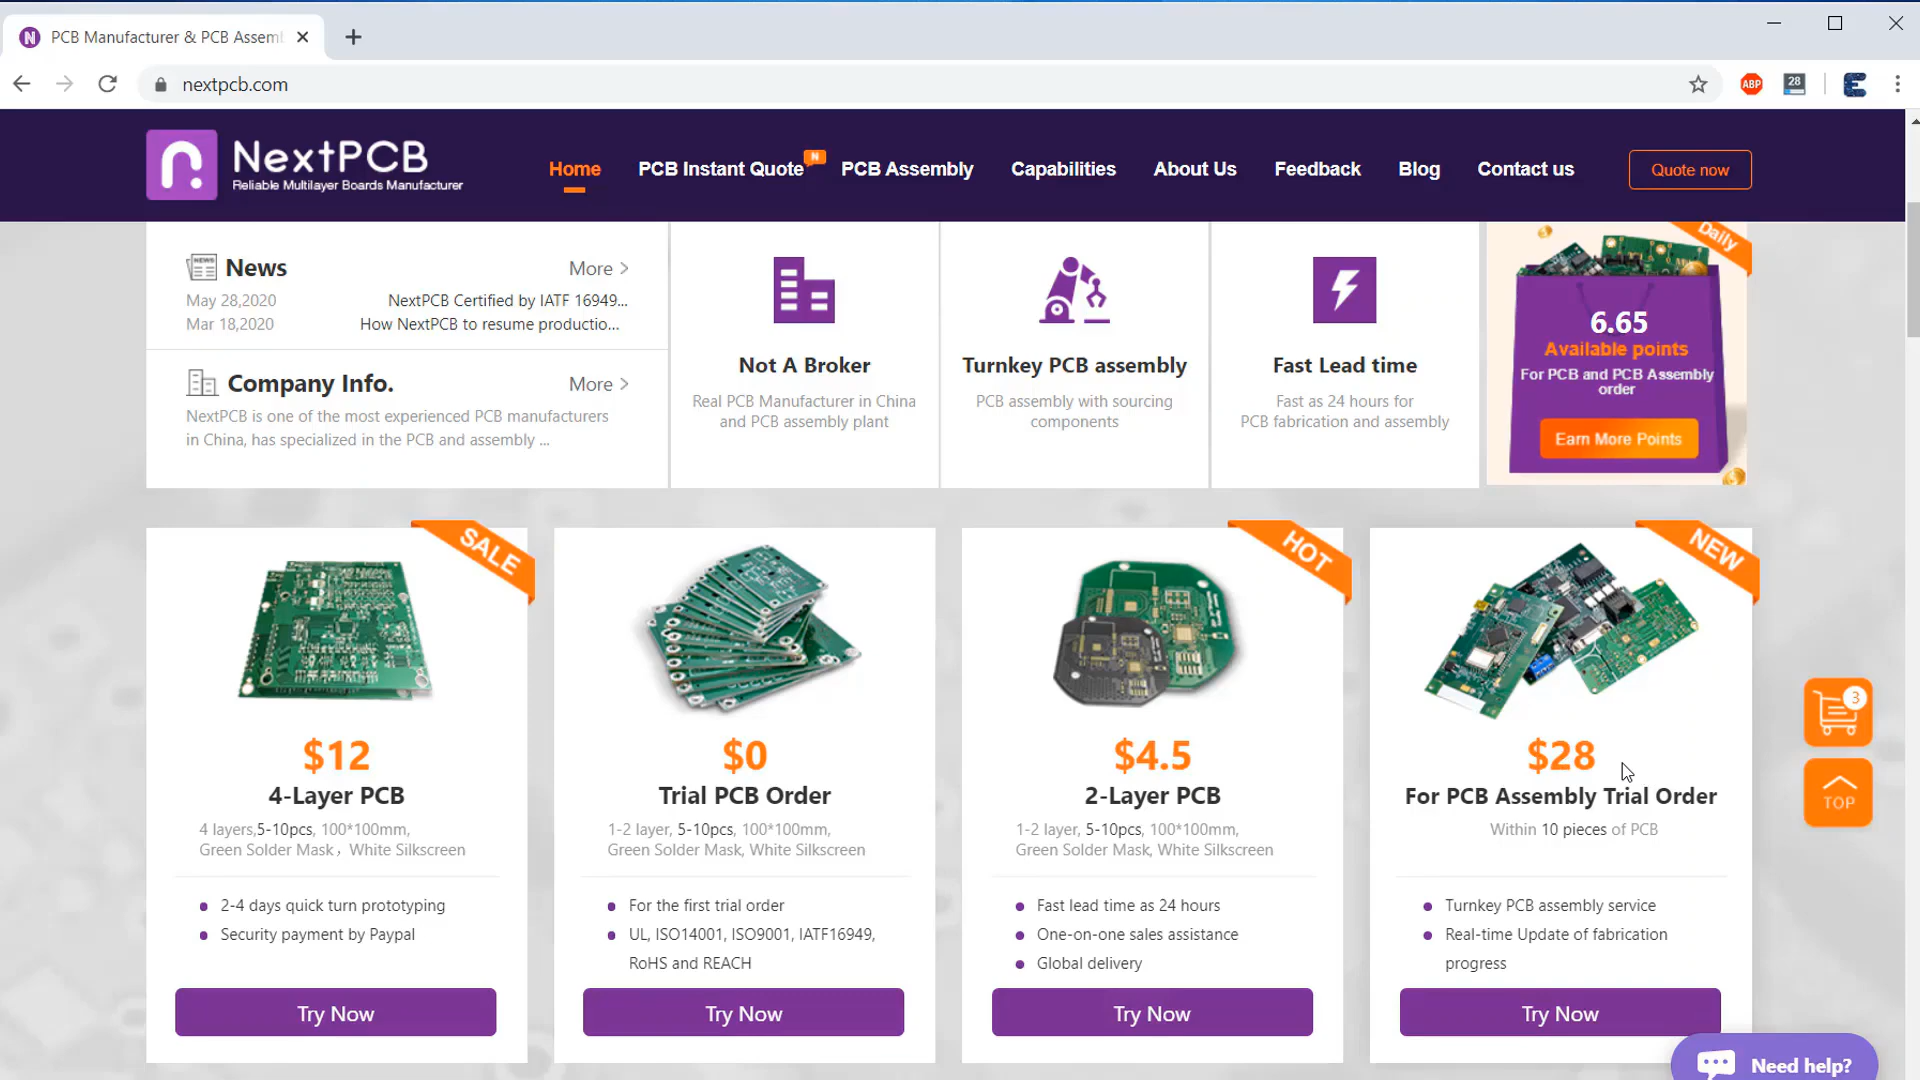 PCB Manufacturer & PCB Assem
nextpcb.com
ABP
28
NextPCB
Reliable Multilayer Boards Manufacturer
Home
PCB Instant Quote
N
PCB Assembly
Capabilities
About Us
Feedback
Blog
Contact us
Quote now
NEWS
News
More >
May 28,2020
NextPCB Certified by IATF 16949...
Mar 18,2020
How NextPCB to resume productio...
Company Info.
More >
NextPCB is one of the most experienced PCB manufacturers
in China, has specialized in the PCB and assembly ...
Not A Broker
Real PCB Manufacturer in China
and PCB assembly plant
Turnkey PCB assembly
PCB assembly with sourcing
components
Fast Lead time
Fast as 24 hours for
PCB fabrication and assembly
Daily
6.65
Available points
For PCB and PCB Assembly
order
Earn More Points
SALE
$12
4-Layer PCB
4 layers,5-10pcs, 100*100mm,
Green Solder Mask，White Silkscreen
2-4 days quick turn prototyping
Security payment by Paypal
Try Now
$0
Trial PCB Order
1-2 layer, 5-10pcs, 100*100mm,
Green Solder Mask, White Silkscreen
For the first trial order
UL, ISO14001, ISO9001, IATF16949,
RoHS and REACH
Try Now
HOT
$4.5
2-Layer PCB
1-2 layer, 5-10pcs, 100*100mm,
Green Solder Mask, White Silkscreen
Fast lead time as 24 hours
One-on-one sales assistance
Global delivery
Try Now
NEW
$28
For PCB Assembly Trial Order
Within 10 pieces of PCB
Turnkey PCB assembly service
Real-time Update of fabrication
progress
Try Now
3
TOP
Need help?